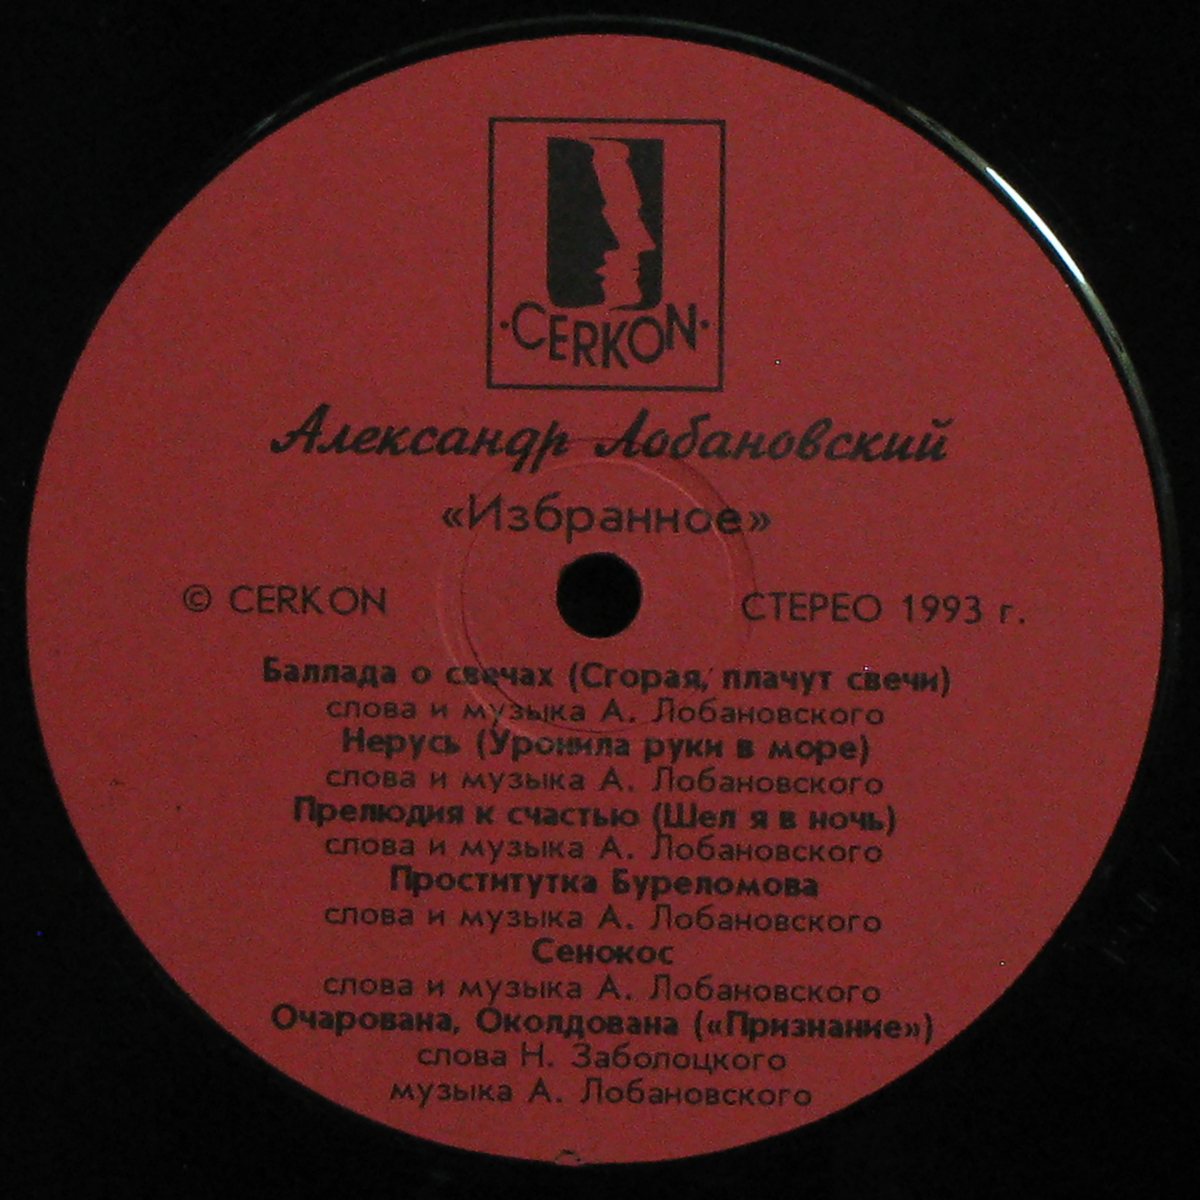 ·CERKON·
Александр Лобановский
«Избранное»
© CERKON СТЕРЕО 1993 г.
Баллада о свечах (Сгорая, плачут свечи)
слова и музыка А. Лобановского
Нерусь (Уронила руки в море)
слова и музыка А. Лобановского
Прелюдия к счастью (Шел я в ночь)
слова и музыка А. Лобановского
Проститутка Буреломова
слова и музыка А. Лобановского
Сенокос
слова и музыка А. Лобановского
Очарована, Околдована («Признание»)
слова Н. Заболоцкого
музыка А. Лобановского